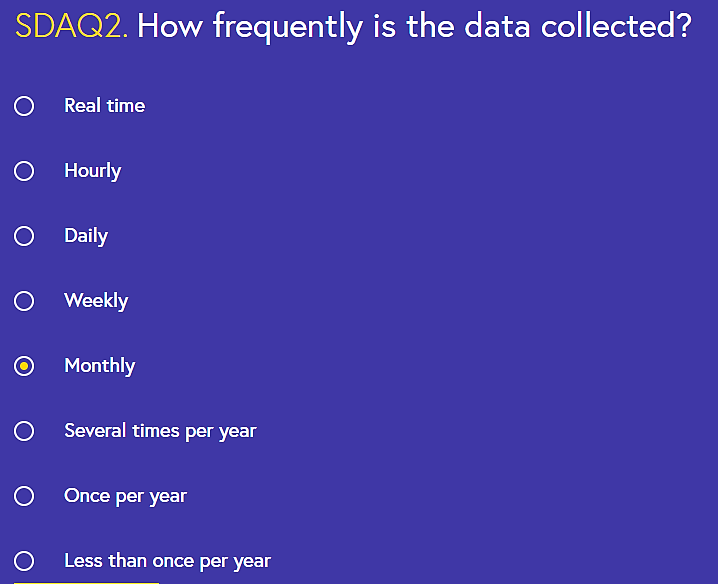 SDAQ2. How frequently is the data collected?
Real time
Hourly
Daily
Weekly
Monthly
Several times per year
Once per year
Less than once per year